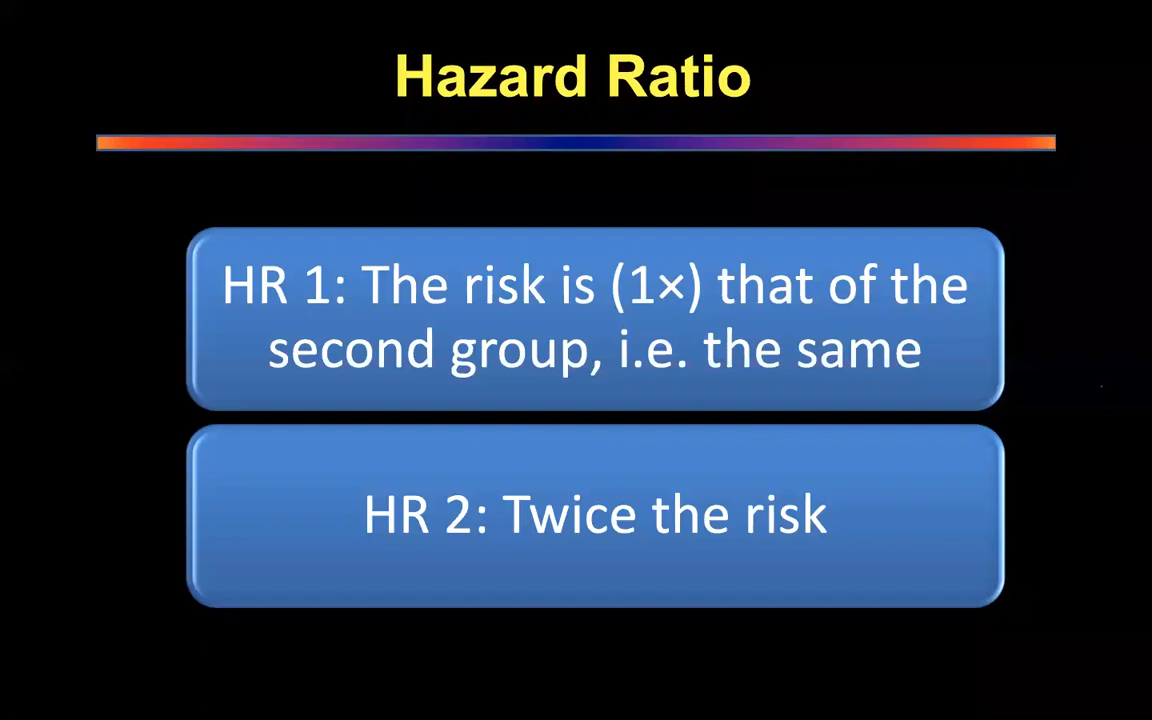 Hazard Ratio
HR 1: The risk is (1×) that of the
second group, i.e. the same
HR 2: Twice the risk